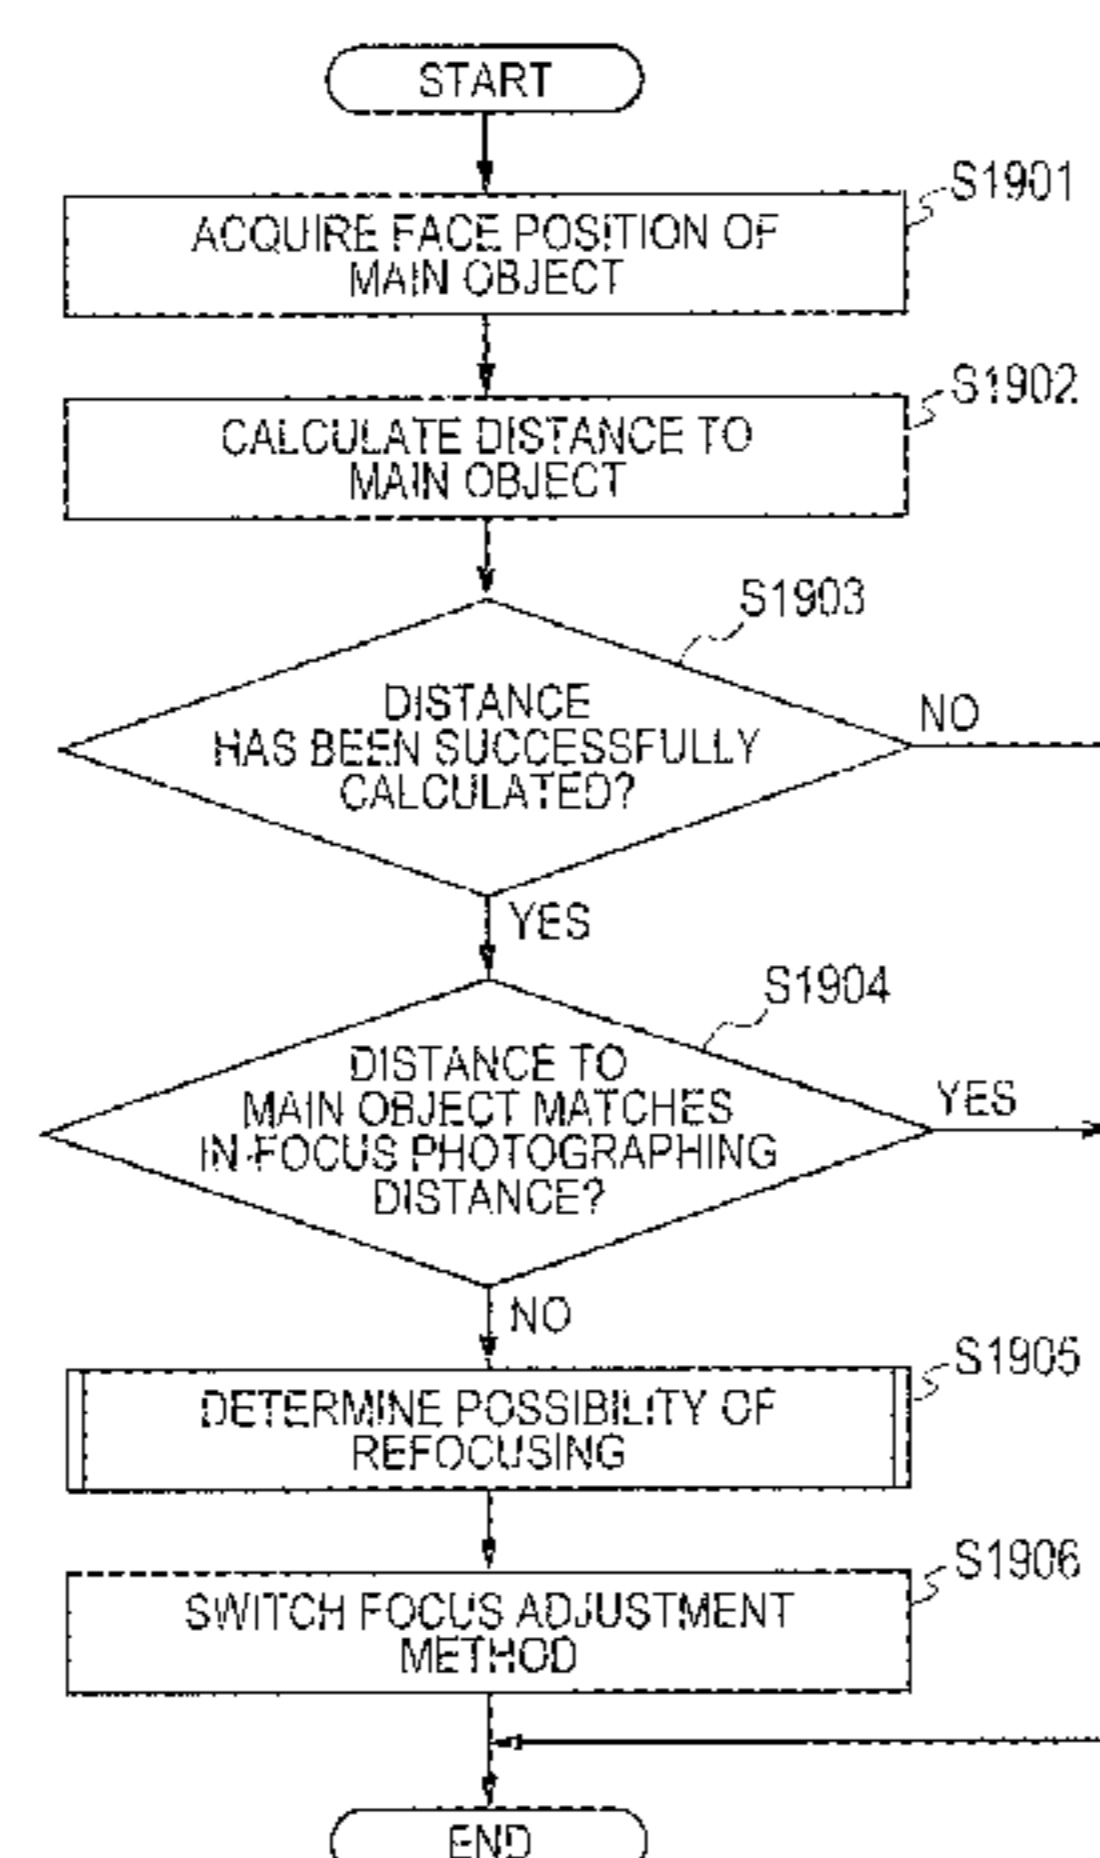 START
S1901
ACQUIRE FACE POSITION OF
MAIN OBJECT
S1902
CALCULATE DISTANCE TO
MAIN OBJECT
S1903
DISTANCE
HAS BEEN SUCCESSFULLY
CALCULATED?
NO
YES
S1904
DISTANCE TO
MAIN OBJECT MATCHES
IN-FOCUS PHOTOGRAPHING
DISTANCE?
YES
NO
S1905
DETERMINE POSSIBILITY OF
REFOCUSING
S1906
SWITCH FOCUS ADJUSTMENT
METHOD
END